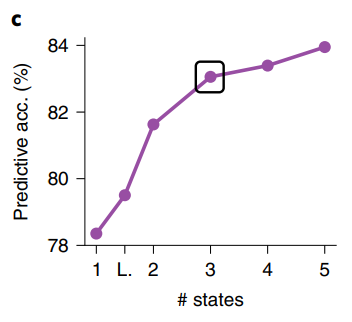 c
Predictive acc. (%)
84
82
80
78
1 L. 2 3 4 5
# states